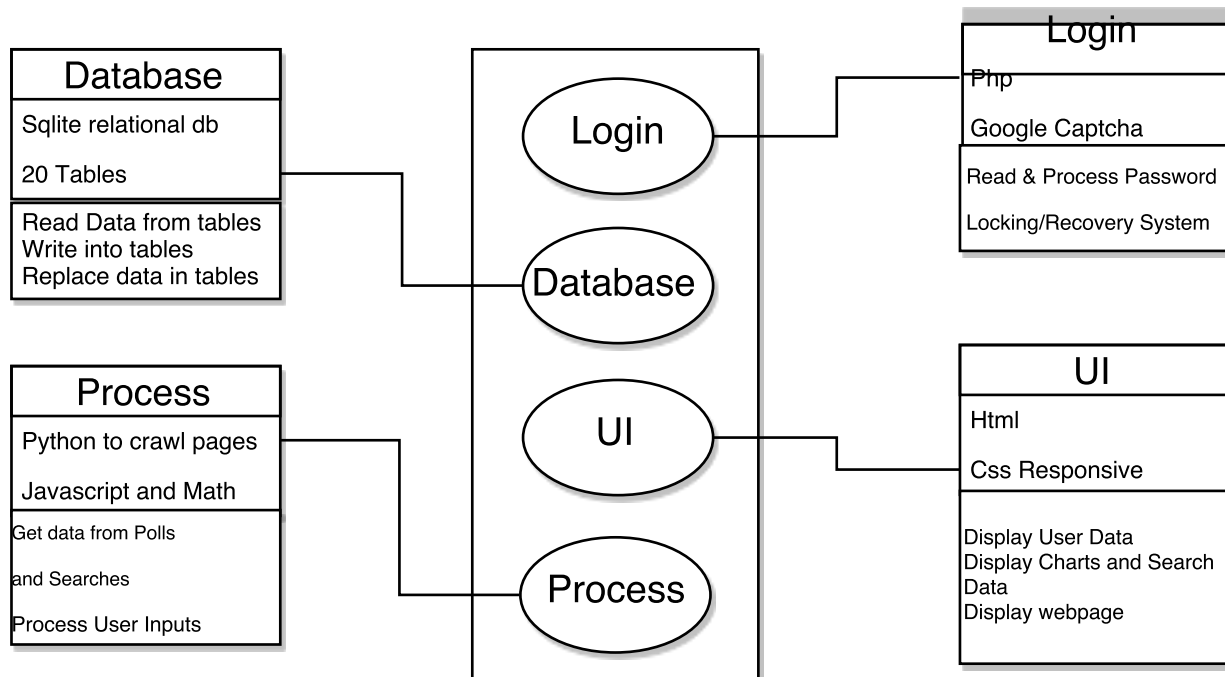 Database
Sqlite relational db
20 Tables
Read Data from tables
Write into tables
Replace data in tables
Process
Python to crawl pages
Javascript and Math
Get data from Polls
and Searches
Process User Inputs
Login
Database
UI
Process
Login
Php
Google Captcha
Read & Process Password
Locking/Recovery System
UI
Html
Css Responsive
Display User Data
Display Charts and Search
Data
Display webpage